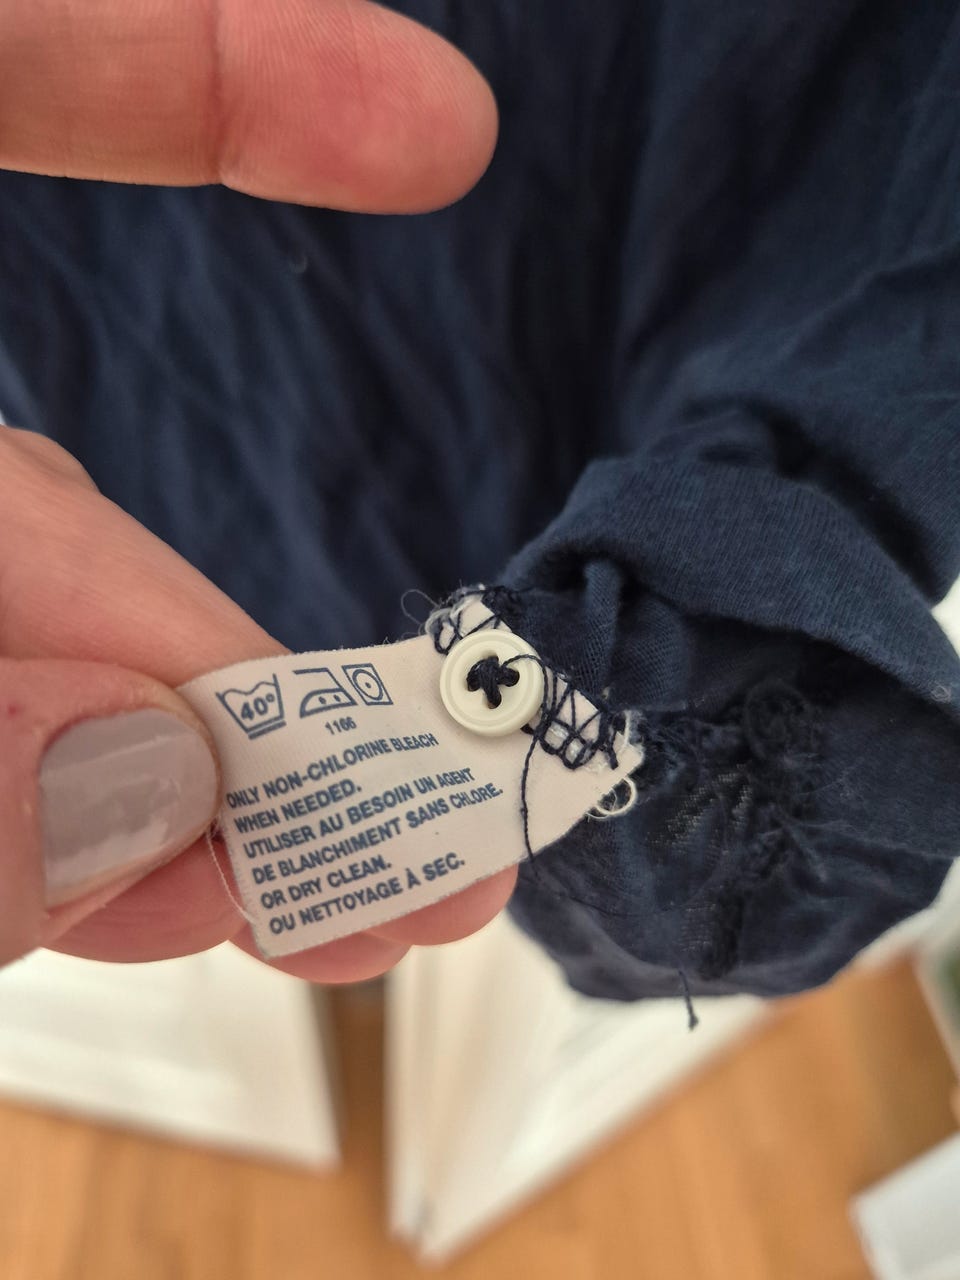 40°
1166
ONLY NON-CHLORINE BLEACH
WHEN NEEDED.
UTILISER AU BESOIN UN AGENT
DE BLANCHIMENT SANS CHLORE.
OR DRY CLEAN.
OU NETTOYAGE À SEC.